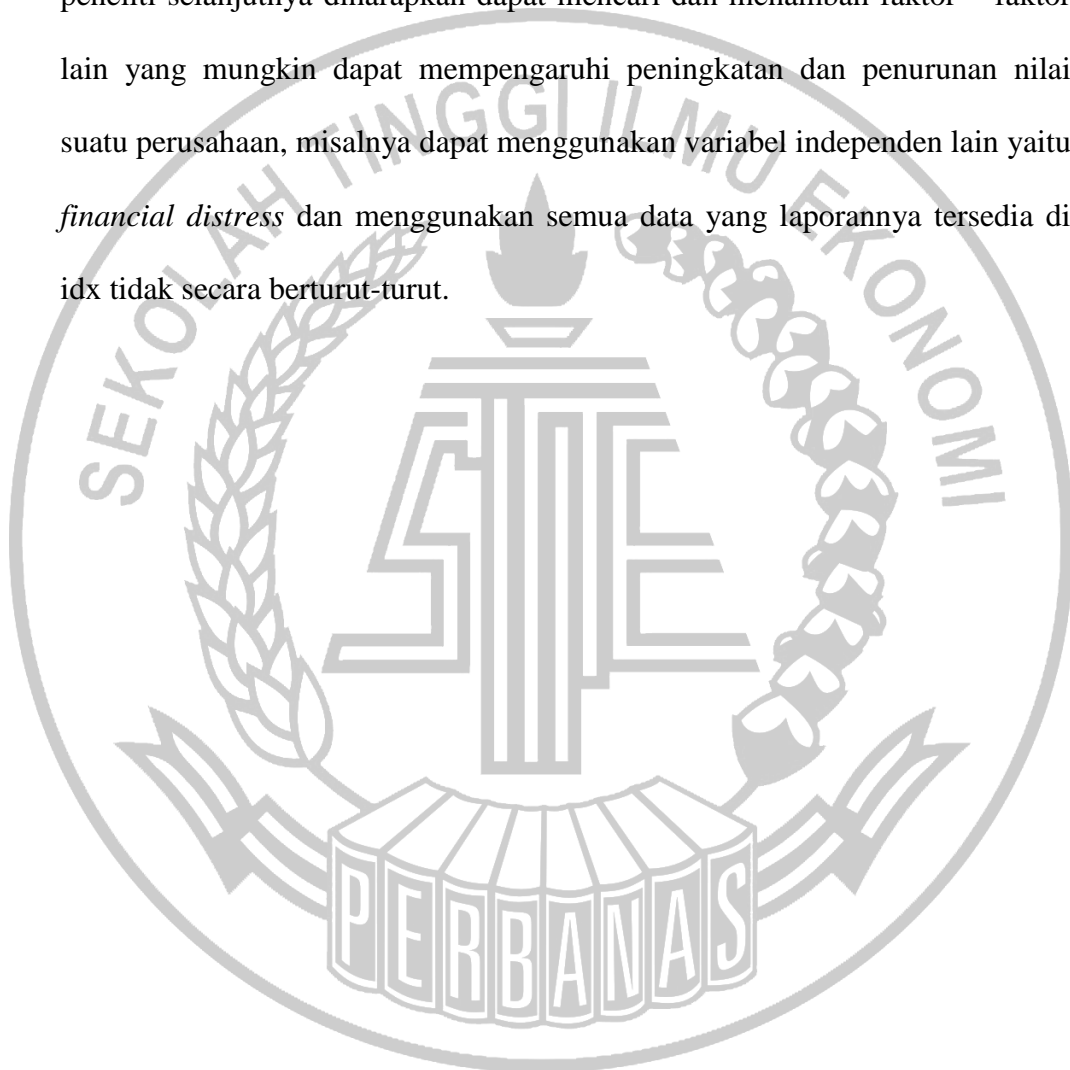 peneliti selanjutnya diharapkan dapat mencari dan menambah faktor – faktor
lain yang mungkin dapat mempengaruhi peningkatan dan penurunan nilai
suatu perusahaan, misalnya dapat menggunakan variabel independen lain yaitu
financial distress dan menggunakan semua data yang laporannya tersedia di
idx tidak secara berturut-turut.
SEKOLAH TINGGI ILMU EKONOMI
STIE
PERBANAS